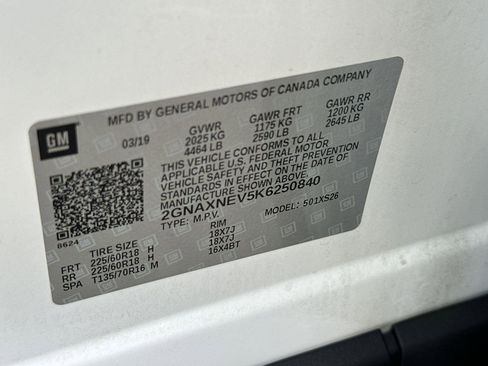 MFD BY GENERAL MOTORS OF CANADA COMPANY
GM
03/19 GVWR GAWR FRT GAWR RR
2025 KG 1175 KG 1200 KG
4464 LB 2590 LB 2645 LB
THIS VEHICLE CONFORMS TO ALL
APPLICABLE U.S. FEDERAL MOTOR
VEHICLE SAFETY AND THEFT PREVENTION
STANDARDS IN EFFECT ON THE DATE OF
MANUFACTURE SHOWN ABOVE.
2GNAXNEV5K6250840
TYPE: M.P.V. MODEL: 501XS26
8624
TIRE SIZE RIM
FRT 225/60R18 H 18X7J
RR 225/60R18 H 18X7J
SPA T135/70R16 M 16X4BT